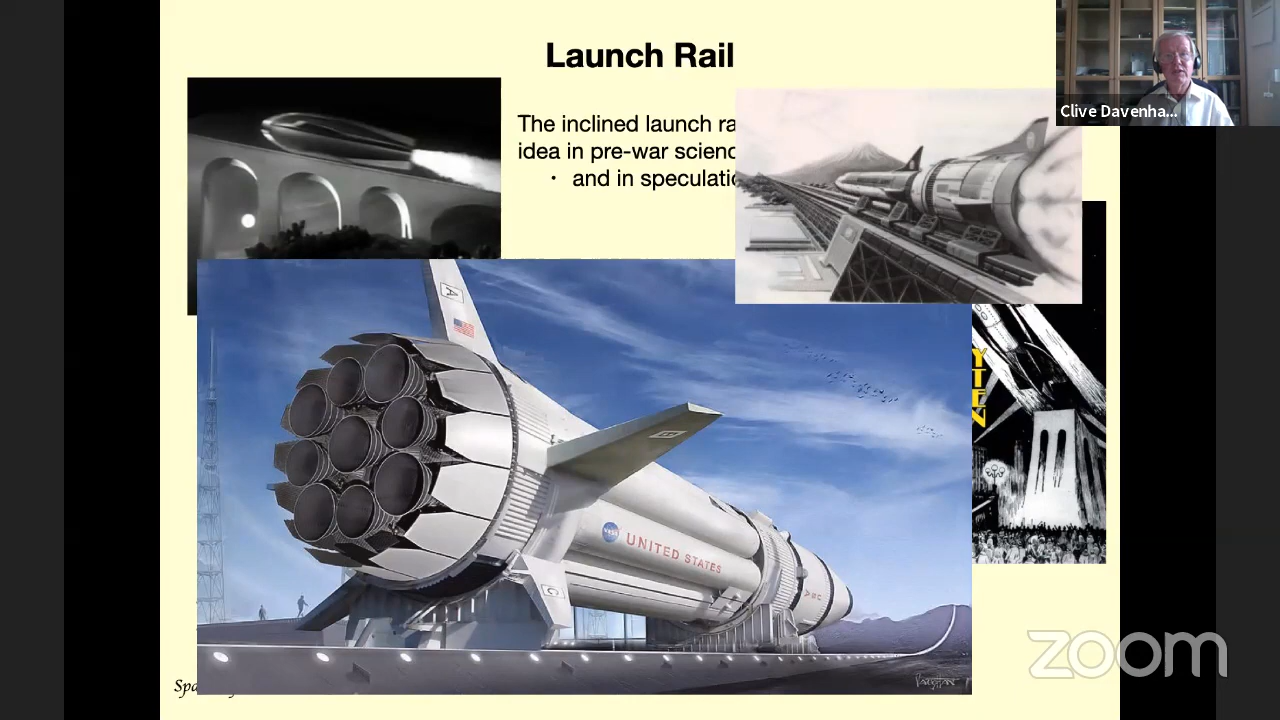 Launch Rail
Clive Davenha...
The inclined launch ra
idea in pre-war scienc
• and in speculatio
Y
T
E
N
NASA
UNITED STATES
zoom